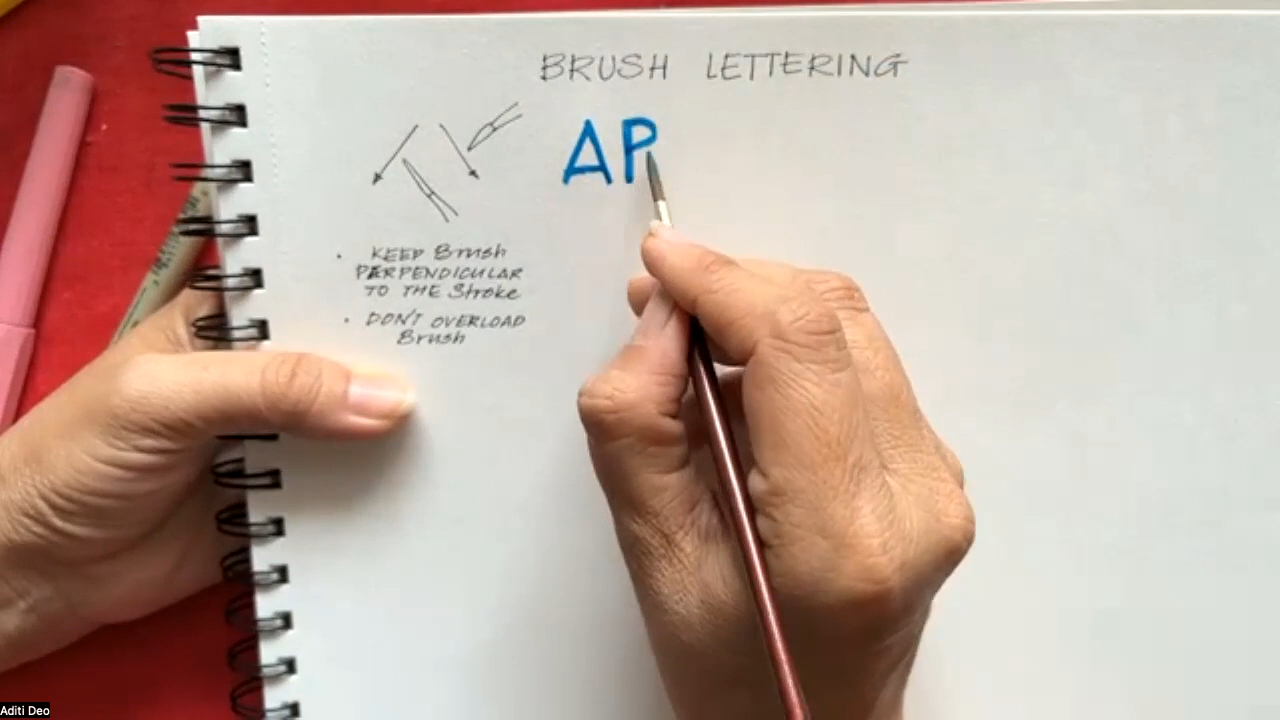 BRUSH LETTERING
AP
• KEEP Brush
PERPENDICULAR
TO THE Stroke
• DON'T OVERLOAD
Brush
Aditi Deo